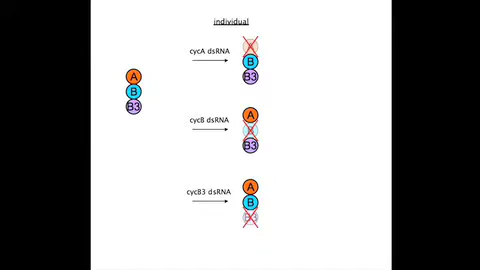 individual
A
B
B3
cycA dsRNA
B
B3
cycB dsRNA
A
B
B3
cycB3 dsRNA
A
B
B3